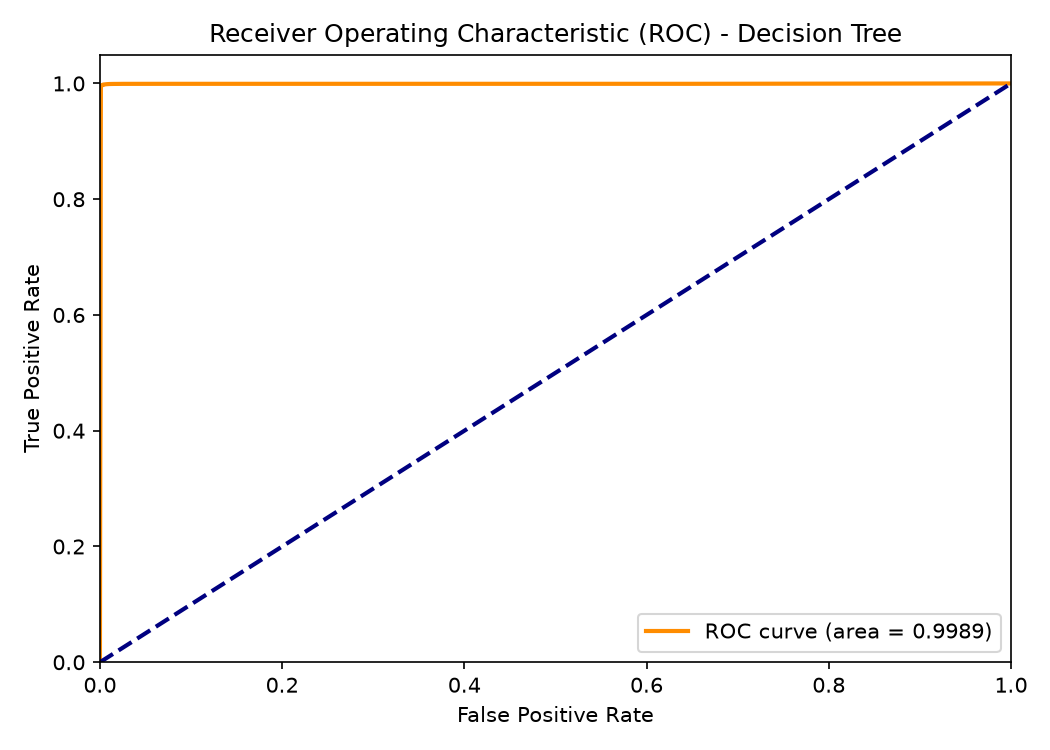 Receiver Operating Characteristic (ROC) - Decision Tree
True Positive Rate
1.0
0.8
0.6
0.4
0.2
0.0
ROC curve (area = 0.9989)
0.0 0.2 0.4 0.6 0.8 1.0
False Positive Rate